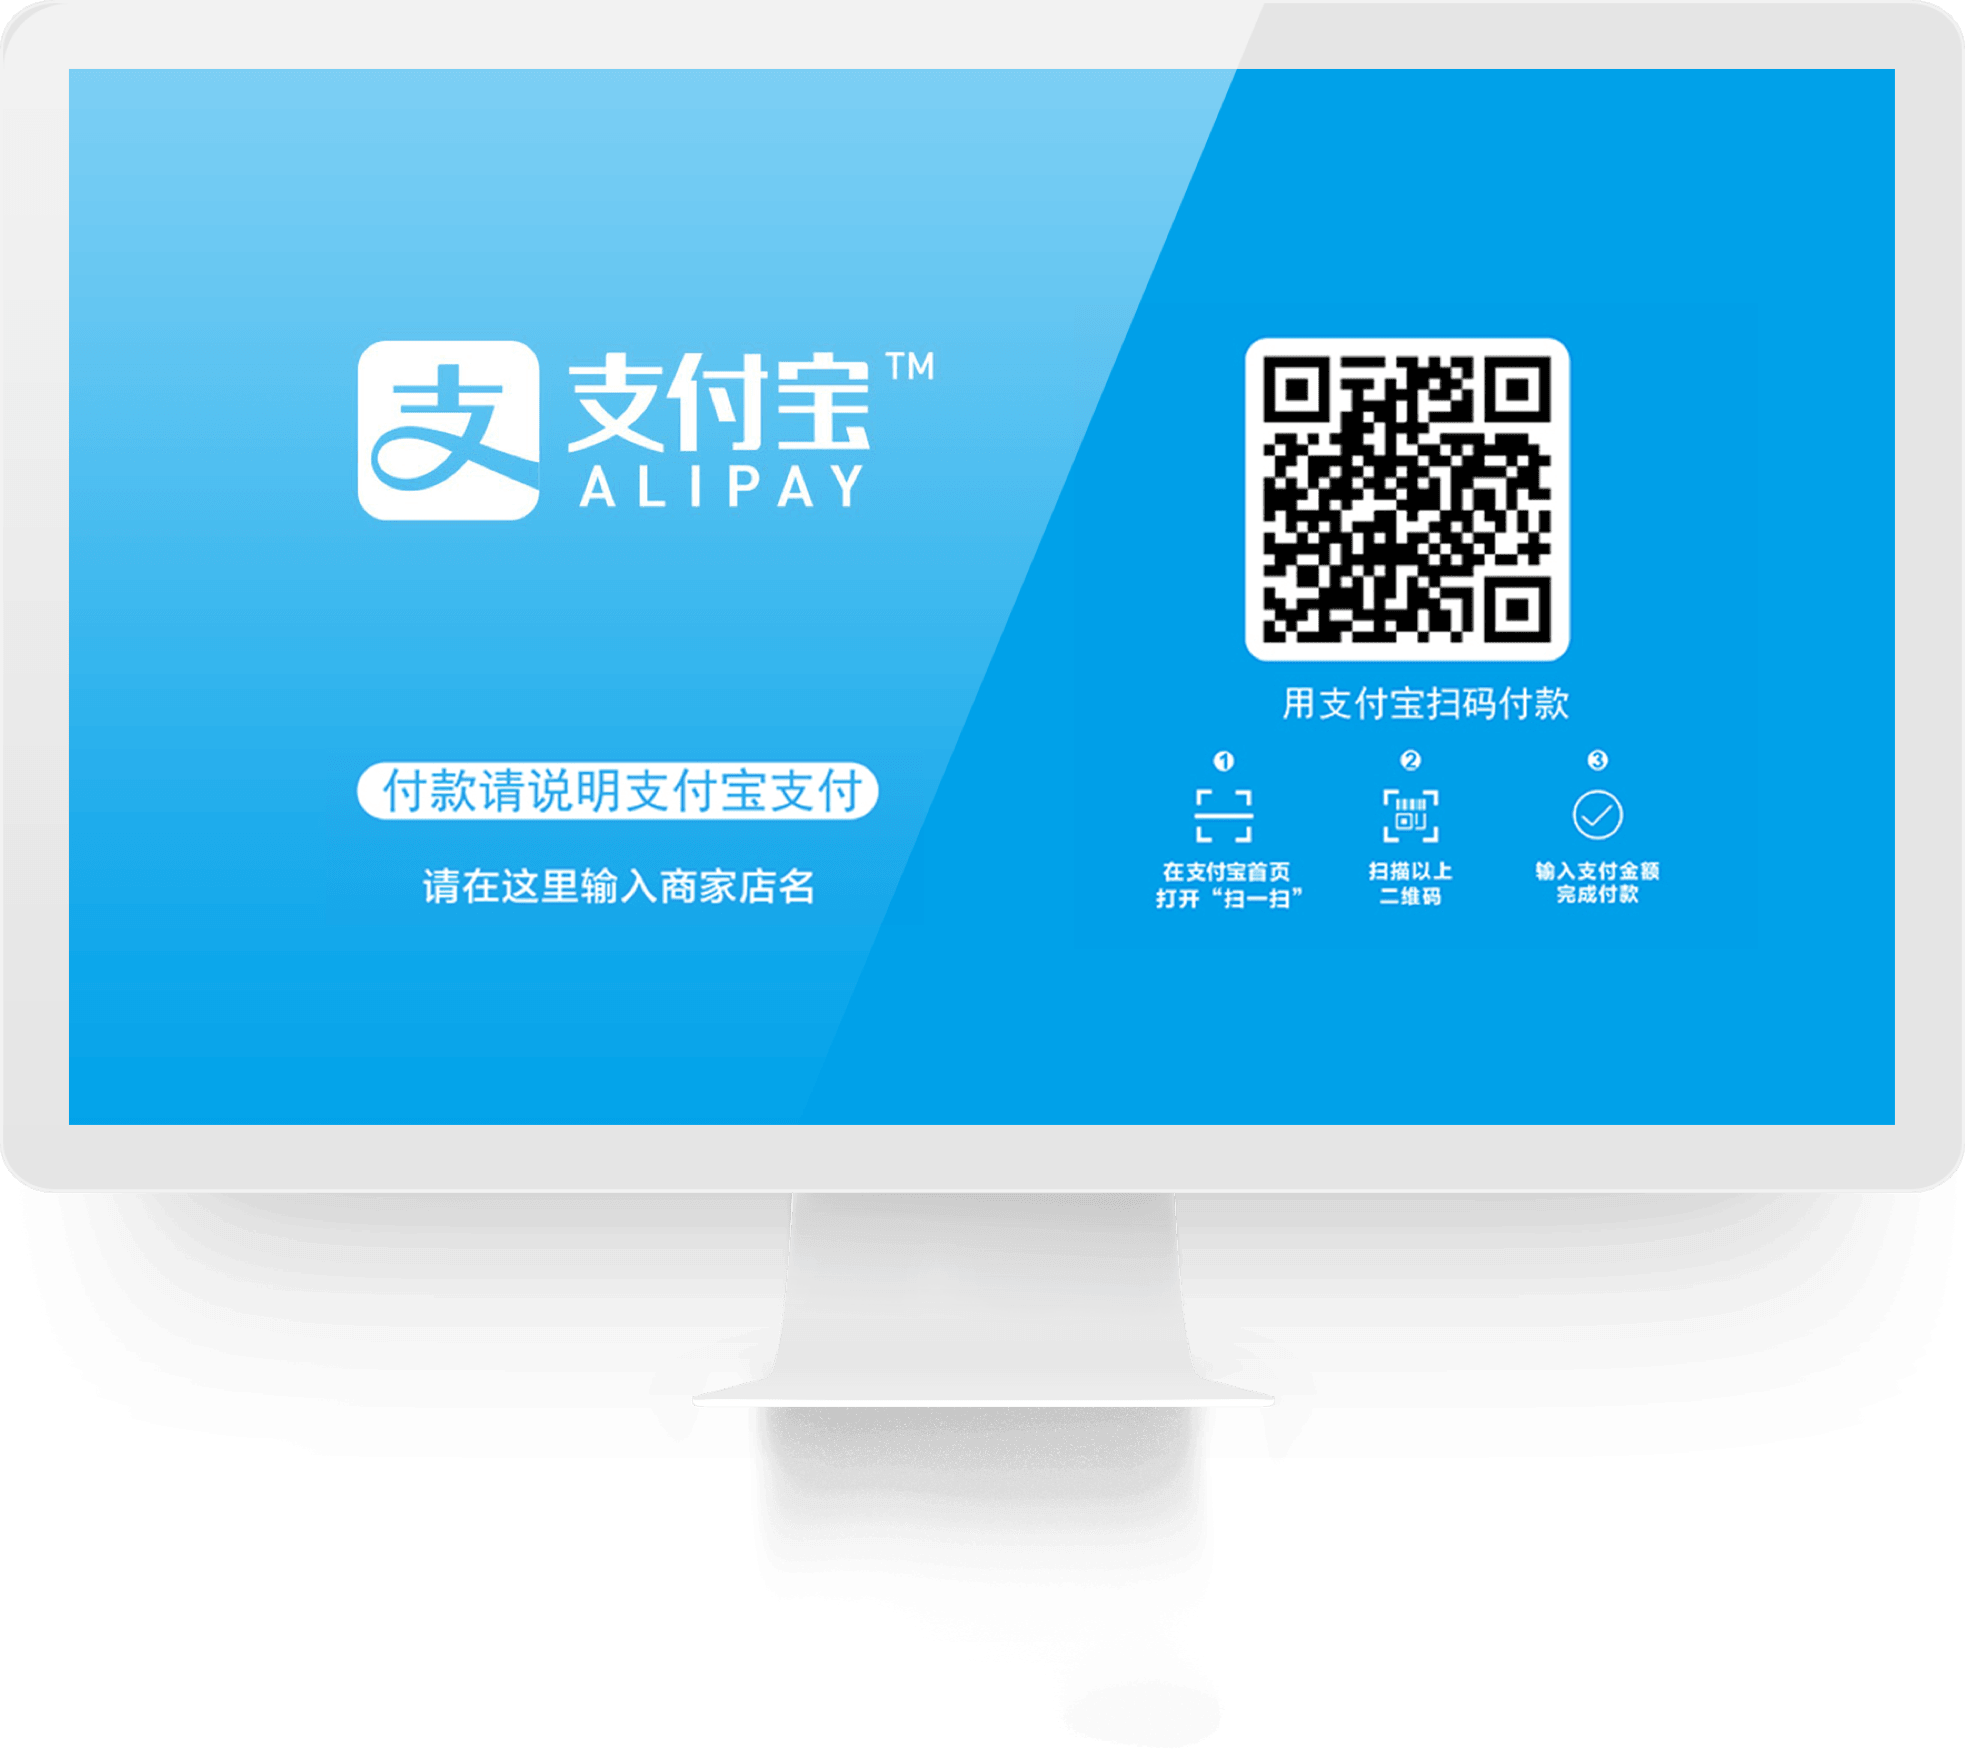 支
支付宝™
ALIPAY
付款请说明支付宝支付
请在这里输入商家店名
用支付宝扫码付款
1
在支付宝首页
打开“扫一扫”
2
扫描以上
二维码
3
输入支付金额
完成付款